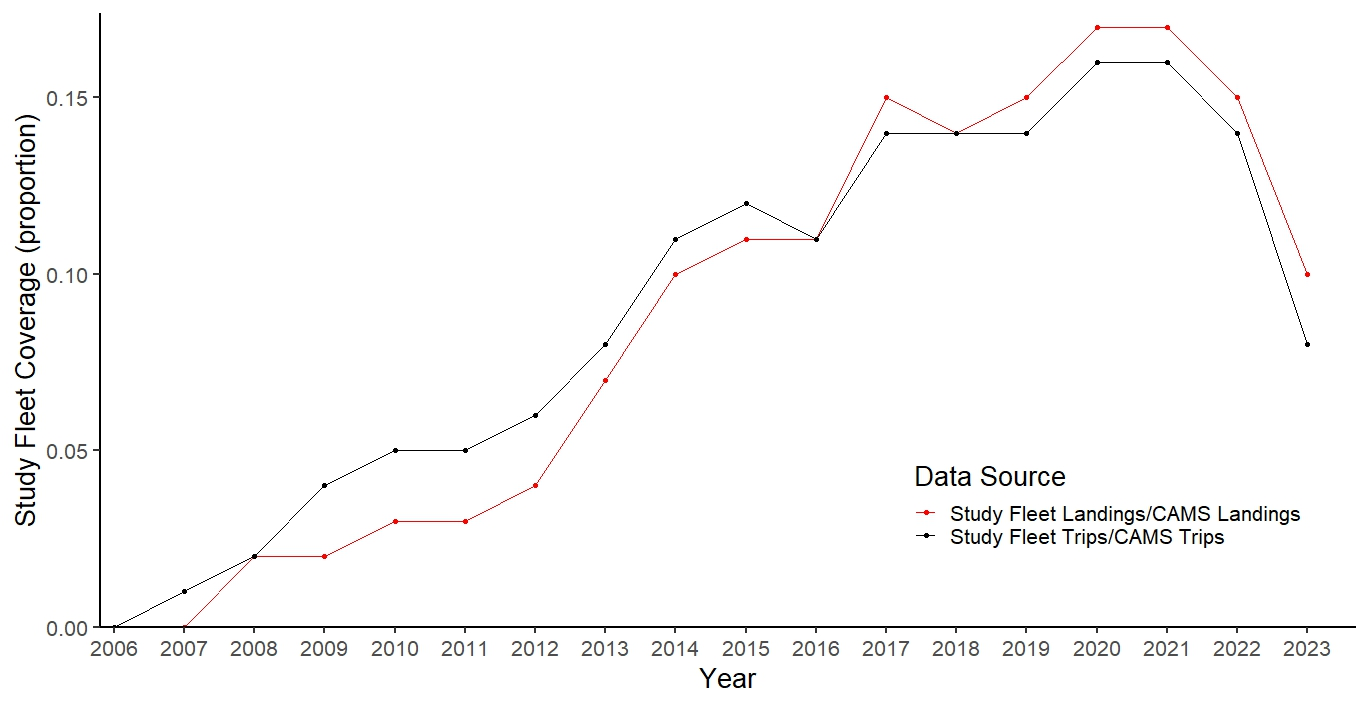 Study Fleet Coverage (proportion)
0.15
0.10
0.05
0.00
Data Source
Study Fleet Landings/CAMS Landings
Study Fleet Trips/CAMS Trips
2006 2007 2008 2009 2010 2011 2012 2013 2014 2015 2016 2017 2018 2019 2020 2021 2022 2023
Year